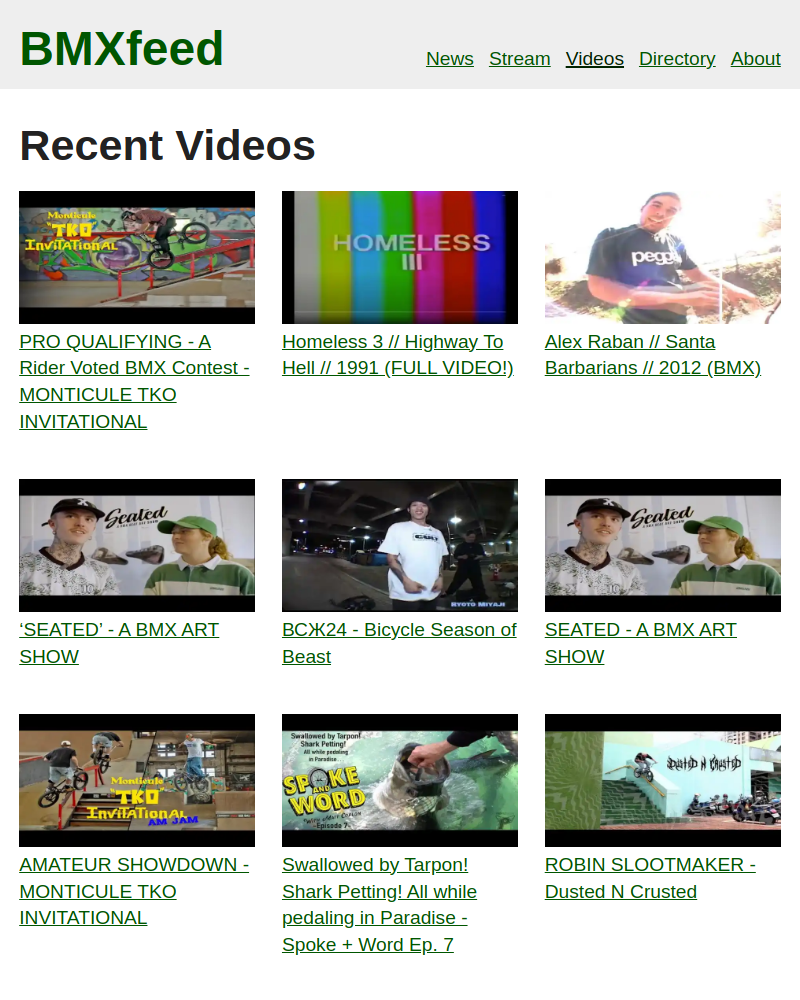 BMXfeed
News Stream Videos Directory About
Recent Videos
Monticule
"TKO
InviTATionAL
HOMELESS
III
PRO QUALIFYING - A
Rider Voted BMX Contest -
MONTICULE TKO
INVITATIONAL
Homeless 3 // Highway To
Hell // 1991 (FULL VIDEO!)
Alex Raban // Santa
Barbarians // 2012 (BMX)
Seated
CULT
RYOTO MIYAJI
Seated
‘SEATED’ - A BMX ART
SHOW
ВСЖ24 - Bicycle Season of
Beast
SEATED - A BMX ART
SHOW
Monticule
"TKO
InviTATionAL
AM JAM
Swallowed by Tarpon!
Shark Petting!
All while pedaling
in Paradise..
SPOKE
AND
WORD
Episode 7
DUSTED N CRUSTED
AMATEUR SHOWDOWN -
MONTICULE TKO
INVITATIONAL
Swallowed by Tarpon!
Shark Petting! All while
pedaling in Paradise -
Spoke + Word Ep. 7
ROBIN SLOOTMAKER -
Dusted N Crusted